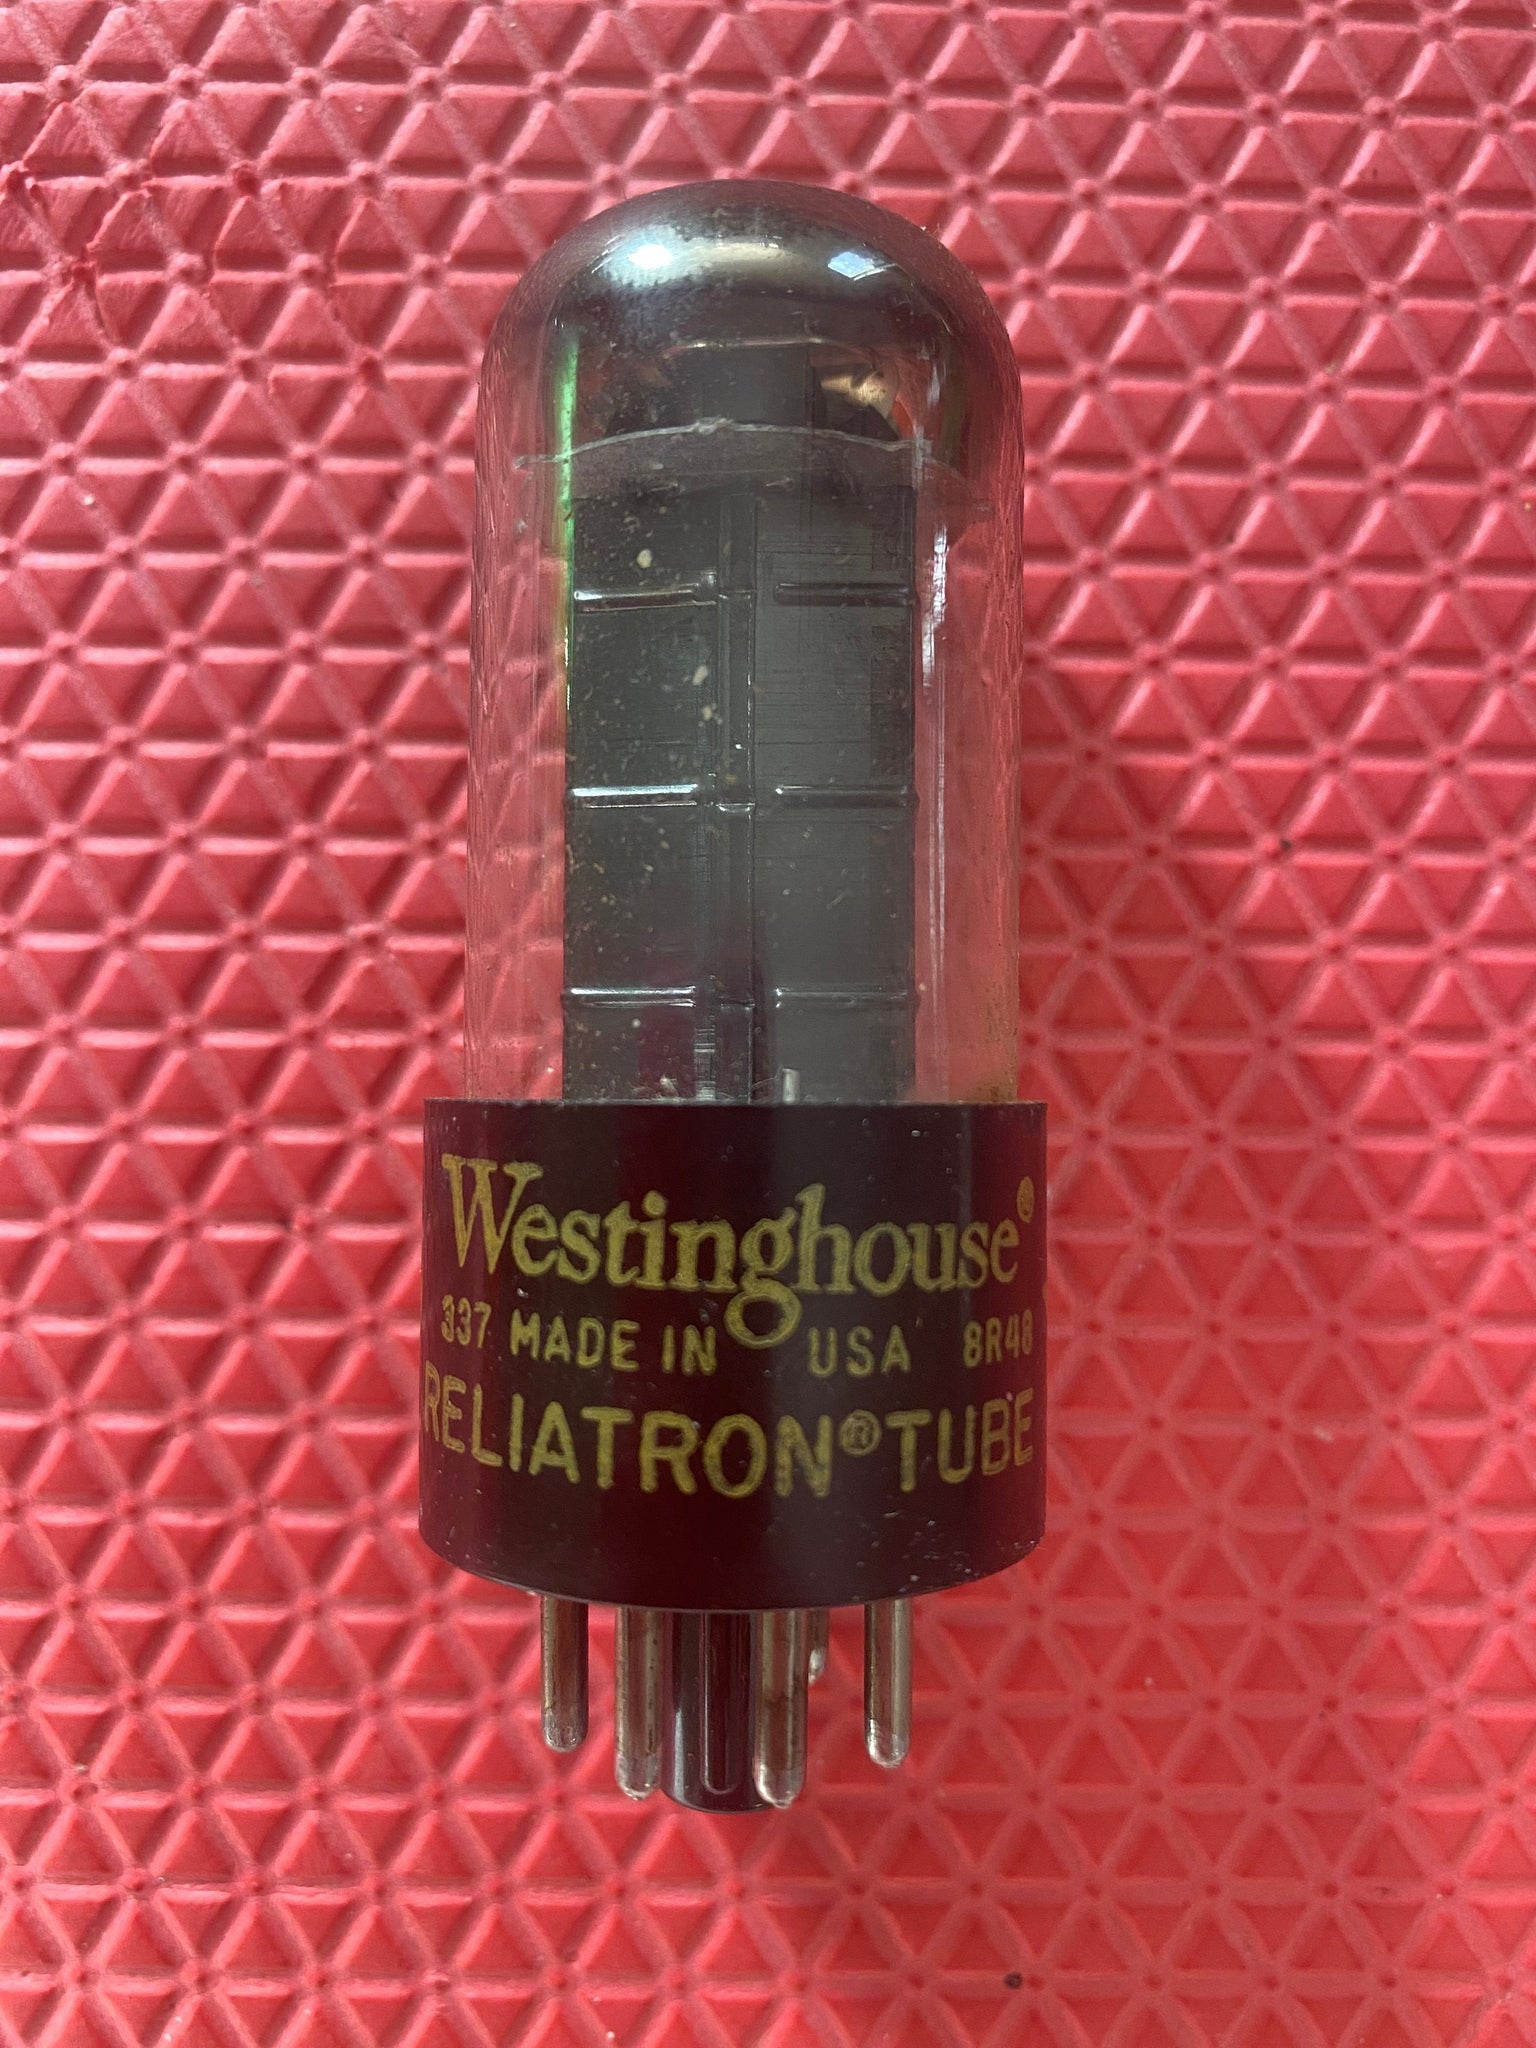 Westinghouse®
337 MADE IN USA 8R48
RELIATRON® TUBE